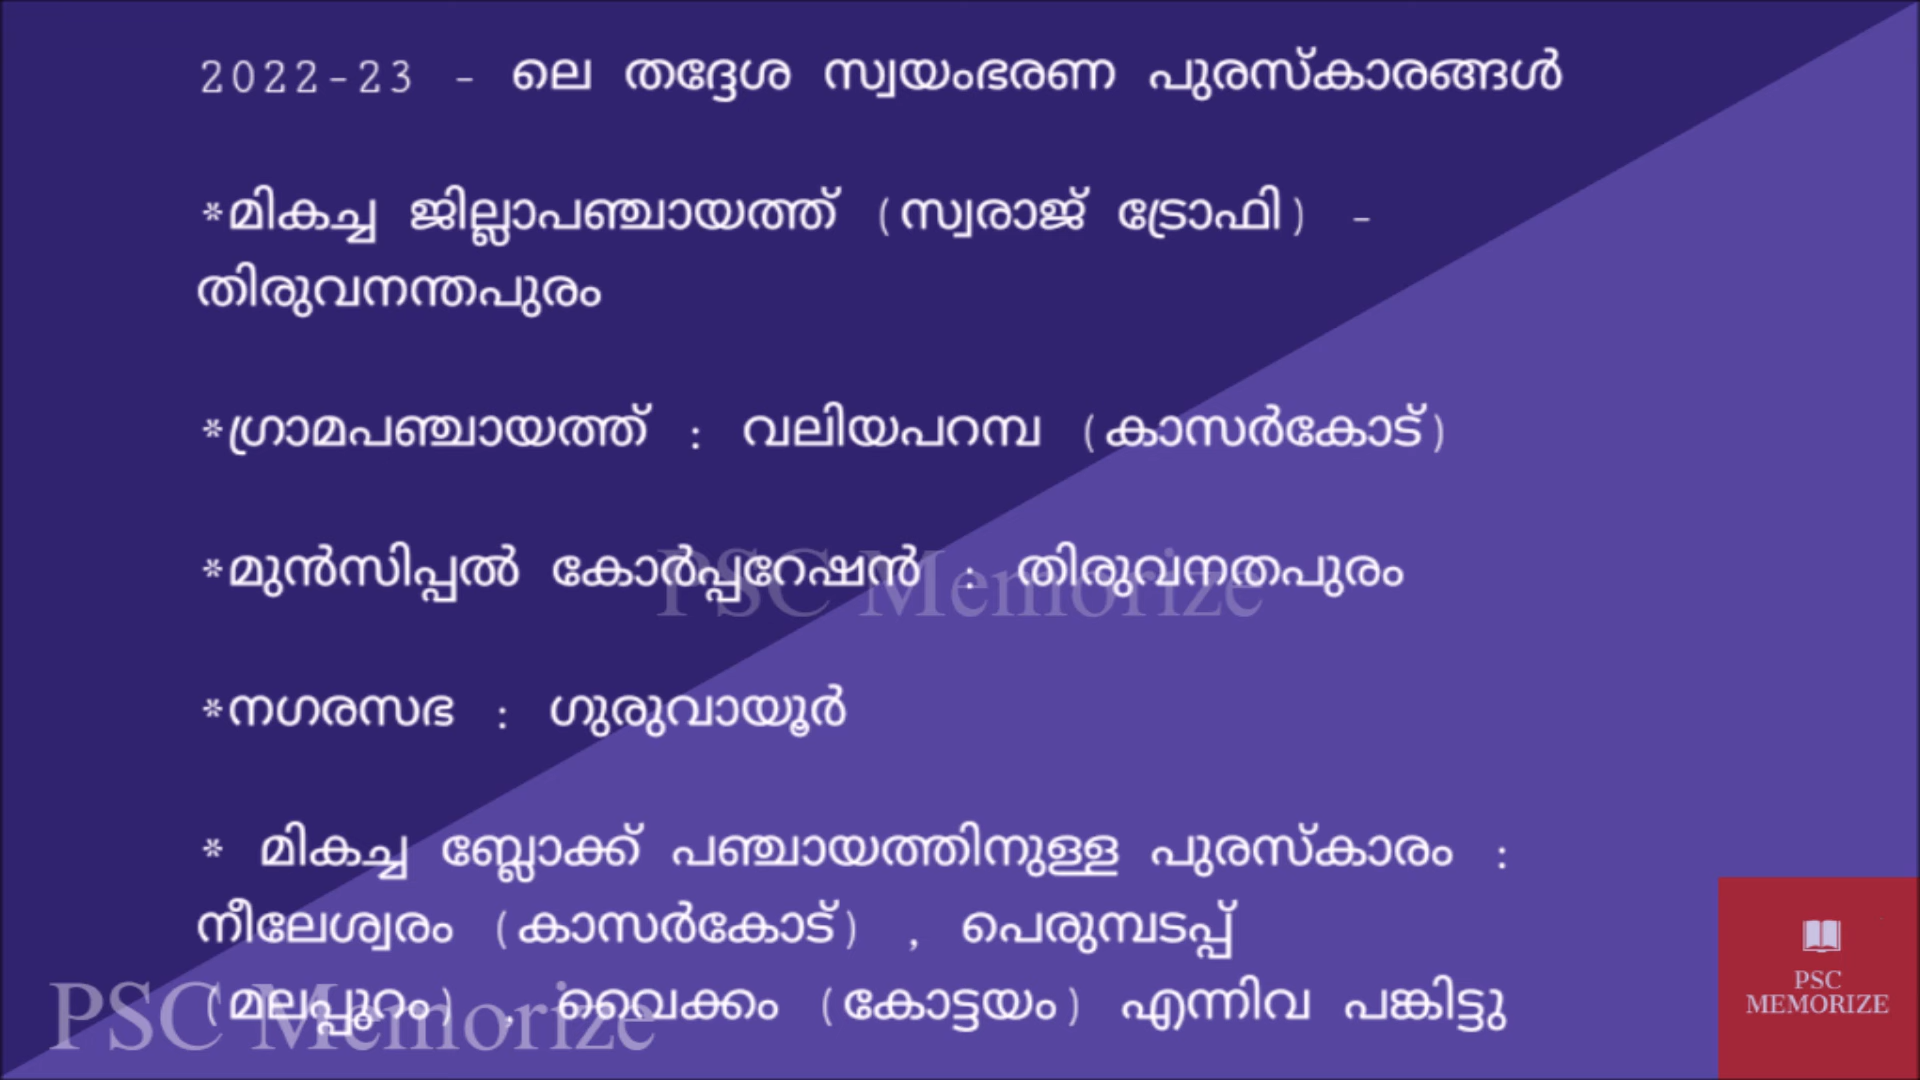 2022-23 - ലെ തദ്ദേശ സ്വയംഭരണ പുരസ്കാരങ്ങൾ
*മികച്ച ജില്ലാപഞ്ചായത്ത് (സ്വരാജ് ട്രോഫി) -
തിരുവനന്തപുരം
*ഗ്രാമപഞ്ചായത്ത് : വലിയപറമ്പ (കാസർകോട്)
*മുൻസിപ്പൽ കോർപ്പറേഷൻ : തിരുവനതപുരം
PSC Memorize
*നഗരസഭ : ഗുരുവായൂർ
* മികച്ച ബ്ലോക്ക് പഞ്ചായത്തിനുള്ള പുരസ്കാരം :
നീലേശ്വരം (കാസർകോട്) , പെരുമ്പടപ്പ്
(മലപ്പൂറം) , വൈക്കം (കോട്ടയം) എന്നിവ പങ്കിട്ടു
PSC Memorize
PSC
MEMORIZE